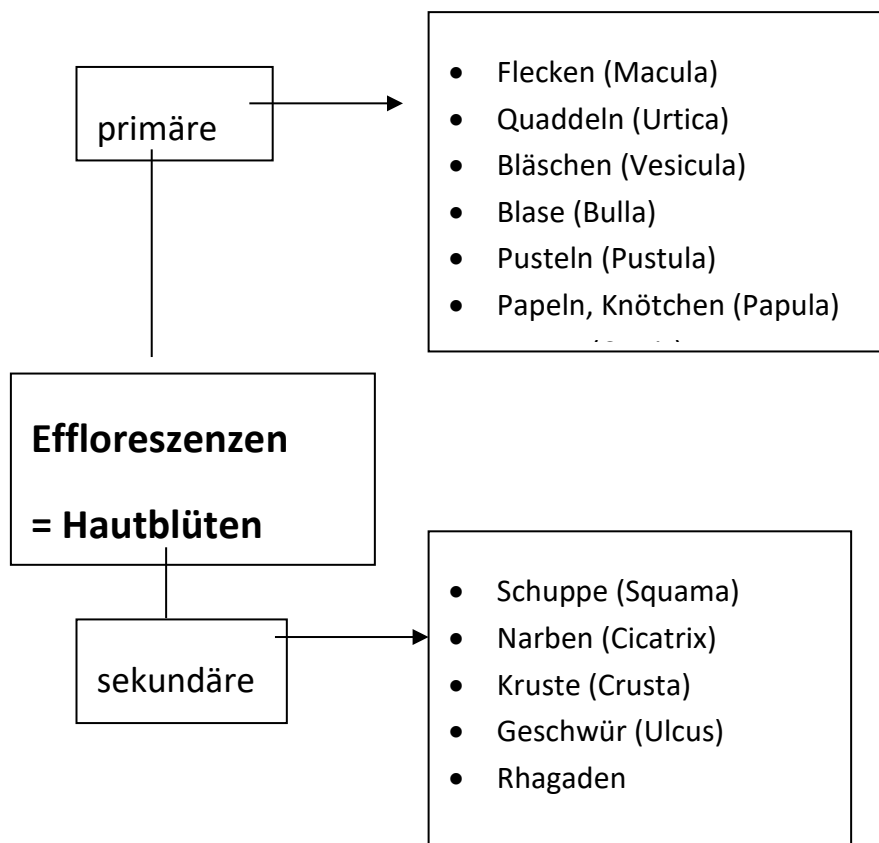 primäre
• Flecken (Macula)
• Quaddeln (Urtica)
• Bläschen (Vesicula)
• Blase (Bulla)
• Pusteln (Pustula)
• Papeln, Knötchen (Papula)
Effloreszenzen
= Hautblüten
sekundäre
• Schuppe (Squama)
• Narben (Cicatrix)
• Kruste (Crusta)
• Geschwür (Ulcus)
• Rhagaden